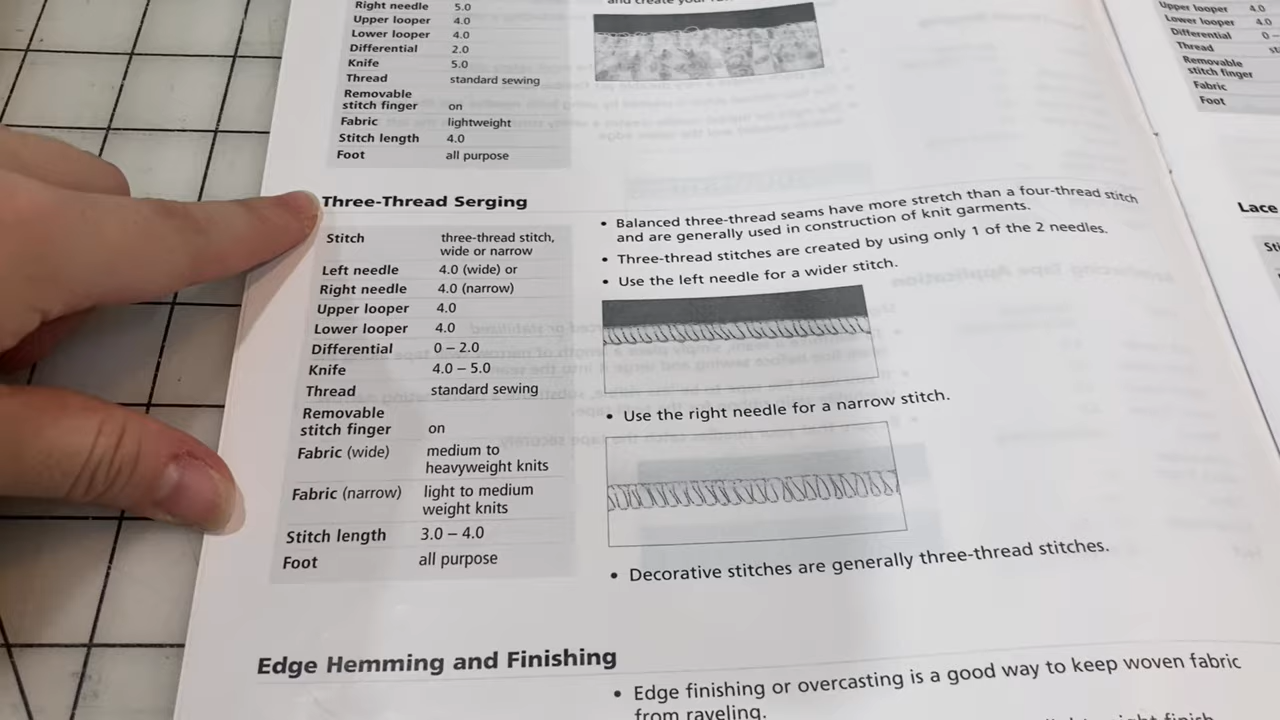 Right needle 5.0
Upper looper 4.0
Lower looper 4.0
Differential 2.0
Knife 5.0
Thread standard sewing
Removable
stitch finger on
Fabric lightweight
Stitch length 4.0
Foot all purpose
and create your
Three-Thread Serging
Stitch three-thread stitch,
wide or narrow
Left needle 4.0 (wide) or
Right needle 4.0 (narrow)
Upper looper 4.0
Lower looper 4.0
Differential 0 – 2.0
Knife 4.0 – 5.0
Thread standard sewing
Removable
stitch finger on
Fabric (wide) medium to
heavyweight knits
Fabric (narrow) light to medium
weight knits
Stitch length 3.0 – 4.0
Foot all purpose
• Balanced three-thread seams have more stretch than a four-thread stitch
and are generally used in construction of knit garments.
• Three-thread stitches are created by using only 1 of the 2 needles.
• Use the left needle for a wider stitch.
• Use the right needle for a narrow stitch.
• Decorative stitches are generally three-thread stitches.
Edge Hemming and Finishing
• Edge finishing or overcasting is a good way to keep woven fabric
from raveling.
Upper looper 4.0
Lower looper 4.0
Differential 0 –
Thread
Removable
stitch finger
Fabric
Foot
Lace